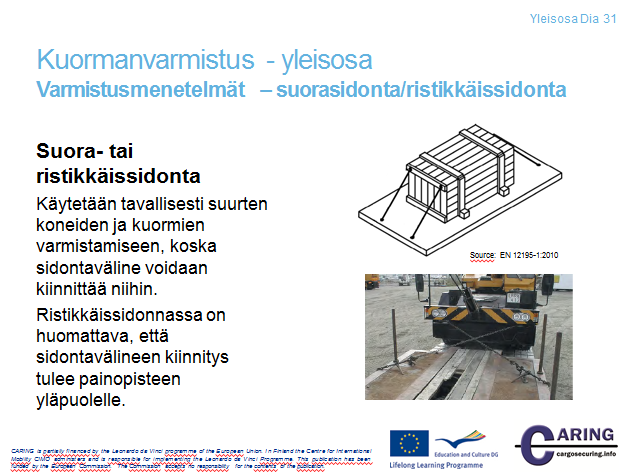 Yleisosa Dia 31
Kuormanvarmistus - yleisosa
Varmistusmenetelmät – suorasidonta/ristikkäissidonta
Suora- tai
ristikkäissidonta
Käytetään tavallisesti suurten
koneiden ja kuormien
varmistamiseen, koska
sidontaväline voidaan
kiinnittää niihin.
Ristikkäissidonnassa on
huomattava, että
sidontavälineen kiinnitys
tulee painopisteen
yläpuolelle.
Source: EN 12195-1:2010
CARING is partially financed by the Leonardo da Vinci programme of the European Union. In Finland the Centre for International
Mobility CIMO administers and is responsible for implementing the Leonardo da Vinci Programme. This publication has been
funded by the European Commission. The Commission accepts no responsibility for the contents of the publication.
Education and Culture DG
Lifelong Learning Programme
CARING
cargosecuring.info